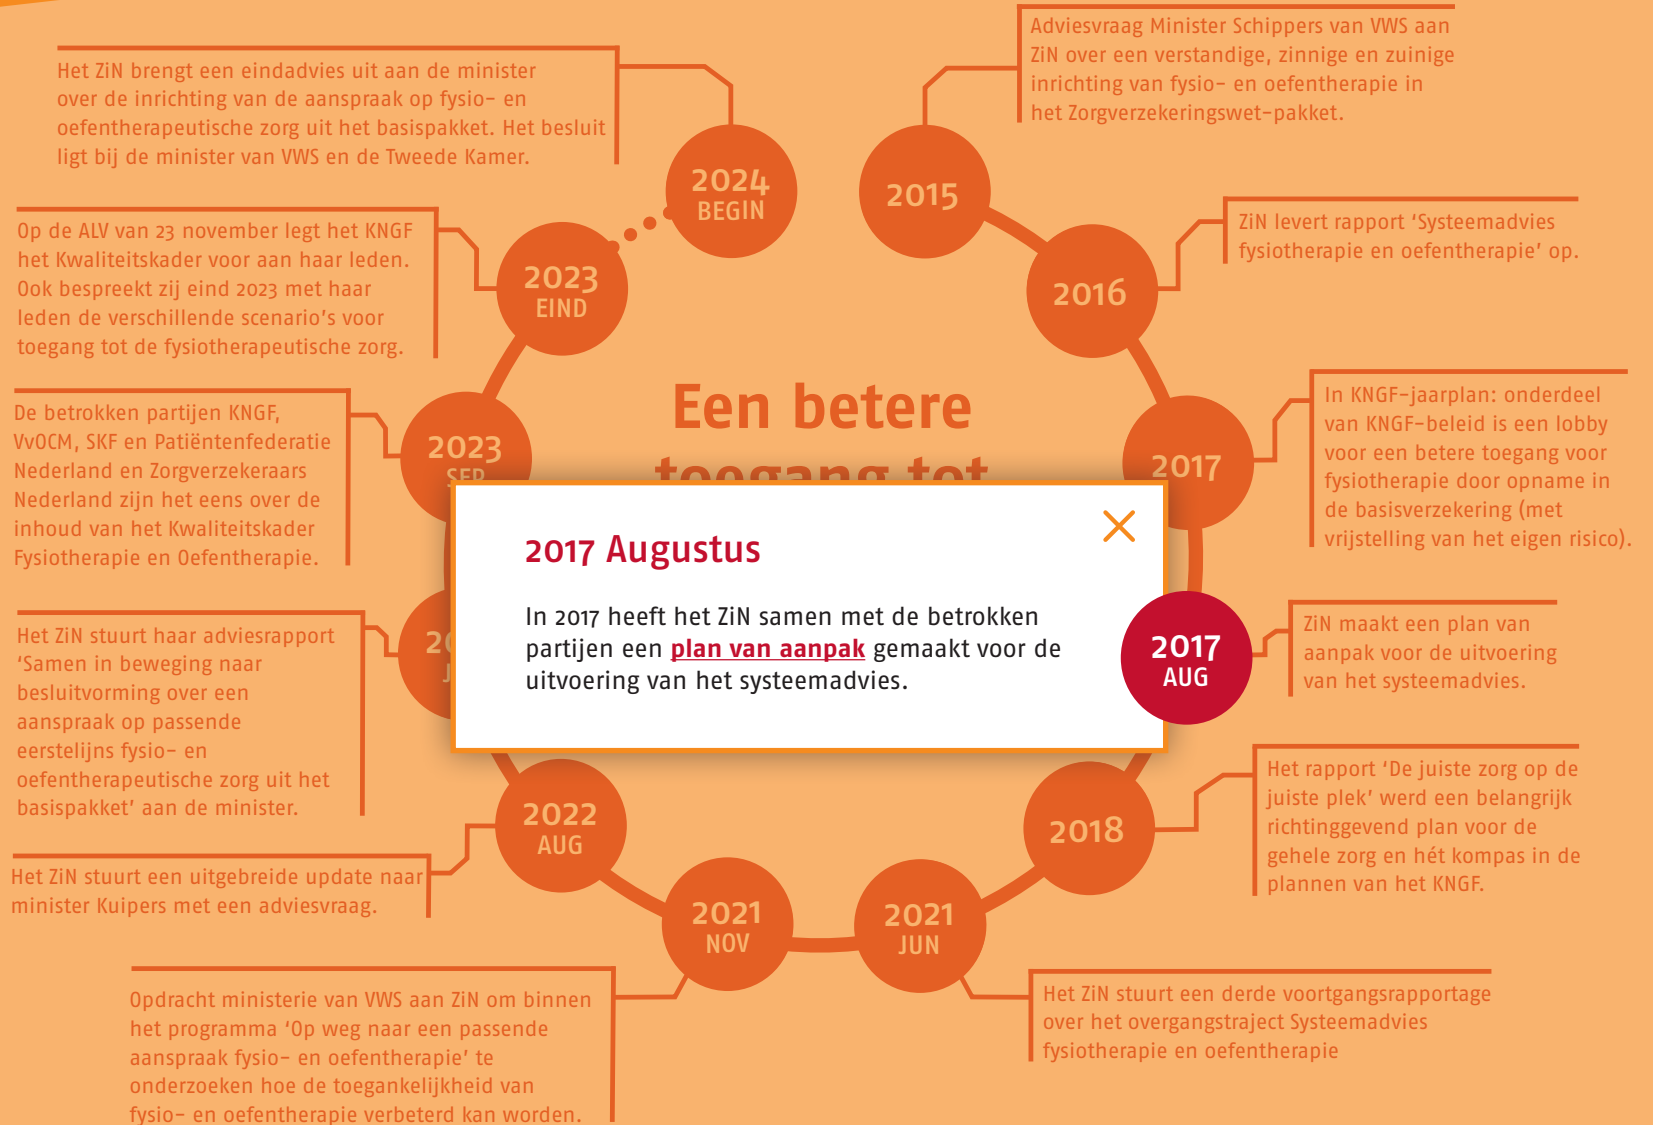 Adviesvraag Minister Schippers van VWS aan
ZiN over een verstandige, zinnige en zuinige
inrichting van fysio- en oefentherapie in
het Zorgverzekeringswet-pakket.
2015
ZiN levert rapport ‘Systeemadvies
fysiotherapie en oefentherapie’ op.
2016
In KNGF-jaarplan: onderdeel
van KNGF-beleid is een lobby
voor een betere toegang voor
fysiotherapie door opname in
de basisverzekering (met
vrijstelling van het eigen risico).
2017
ZiN maakt een plan van
aanpak voor de uitvoering
van het systeemadvies.
2017
AUG
Het rapport ‘De juiste zorg op de
juiste plek’ werd een belangrijk
richtinggevend plan voor de
gehele zorg en hét kompas in de
plannen van het KNGF.
2018
Het ZiN stuurt een derde voortgangsrapportage
over het overgangstraject Systeemadvies
fysiotherapie en oefentherapie
2021
JUN
Opdracht ministerie van VWS aan ZiN om binnen
het programma ‘Op weg naar een passende
aanspraak fysio- en oefentherapie’ te
onderzoeken hoe de toegankelijkheid van
fysio- en oefentherapie verbeterd kan worden.
2021
NOV
Het ZiN stuurt een uitgebreide update naar
minister Kuipers met een adviesvraag.
2022
AUG
Het ZiN stuurt haar adviesrapport
‘Samen in beweging naar
besluitvorming over een
aanspraak op passende
eerstelijns fysio- en
oefentherapeutische zorg uit het
basispakket’ aan de minister.
De betrokken partijen KNGF,
VvOCM, SKF en Patiëntenfederatie
Nederland en Zorgverzekeraars
Nederland zijn het eens over de
inhoud van het Kwaliteitskader
Fysiotherapie en Oefentherapie.
2023
SEP
Op de ALV van 23 november legt het KNGF
het Kwaliteitskader voor aan haar leden.
Ook bespreekt zij eind 2023 met haar
leden de verschillende scenario’s voor
toegang tot de fysiotherapeutische zorg.
2023
EIND
Het ZiN brengt een eindadvies uit aan de minister
over de inrichting van de aanspraak op fysio- en
oefentherapeutische zorg uit het basispakket. Het besluit
ligt bij de minister van VWS en de Tweede Kamer.
2024
BEGIN
Een betere
toegang tot
2017 Augustus
In 2017 heeft het ZiN samen met de betrokken
partijen een plan van aanpak gemaakt voor de
uitvoering van het systeemadvies.